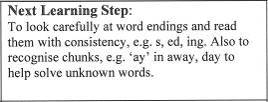 Next Learning Step:
To look carefully at word endings and read
them with consistency, e.g. s, ed, ing. Also to
recognise chunks, e.g. 'ay' in away, day to
help solve unknown words.